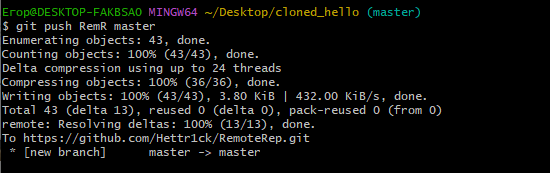 Егор@DESKTOP-FAKBSAO MINGW64 ~/Desktop/cloned_hello (master)
$ git push RemR master
Enumerating objects: 43, done.
Counting objects: 100% (43/43), done.
Delta compression using up to 24 threads
Compressing objects: 100% (36/36), done.
Writing objects: 100% (43/43), 3.80 KiB | 432.00 KiB/s, done.
Total 43 (delta 13), reused 0 (delta 0), pack-reused 0 (from 0)
remote: Resolving deltas: 100% (13/13), done.
To https://github.com/Hettr1ck/RemoteRep.git
 * [new branch]      master -> master